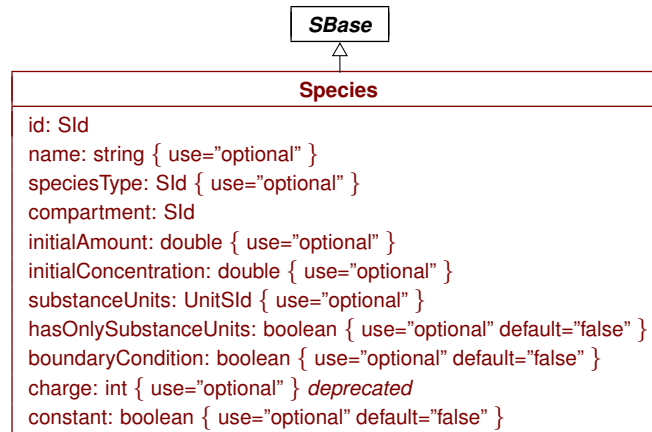 SBase
Species
id: SId
name: string { use=”optional” }
speciesType: SId { use=”optional” }
compartment: SId
initialAmount: double { use=”optional” }
initialConcentration: double { use=”optional” }
substanceUnits: UnitSId { use=”optional” }
hasOnlySubstanceUnits: boolean { use=”optional” default=”false” }
boundaryCondition: boolean { use=”optional” default=”false” }
charge: int { use=”optional” } deprecated
constant: boolean { use=”optional” default=”false” }